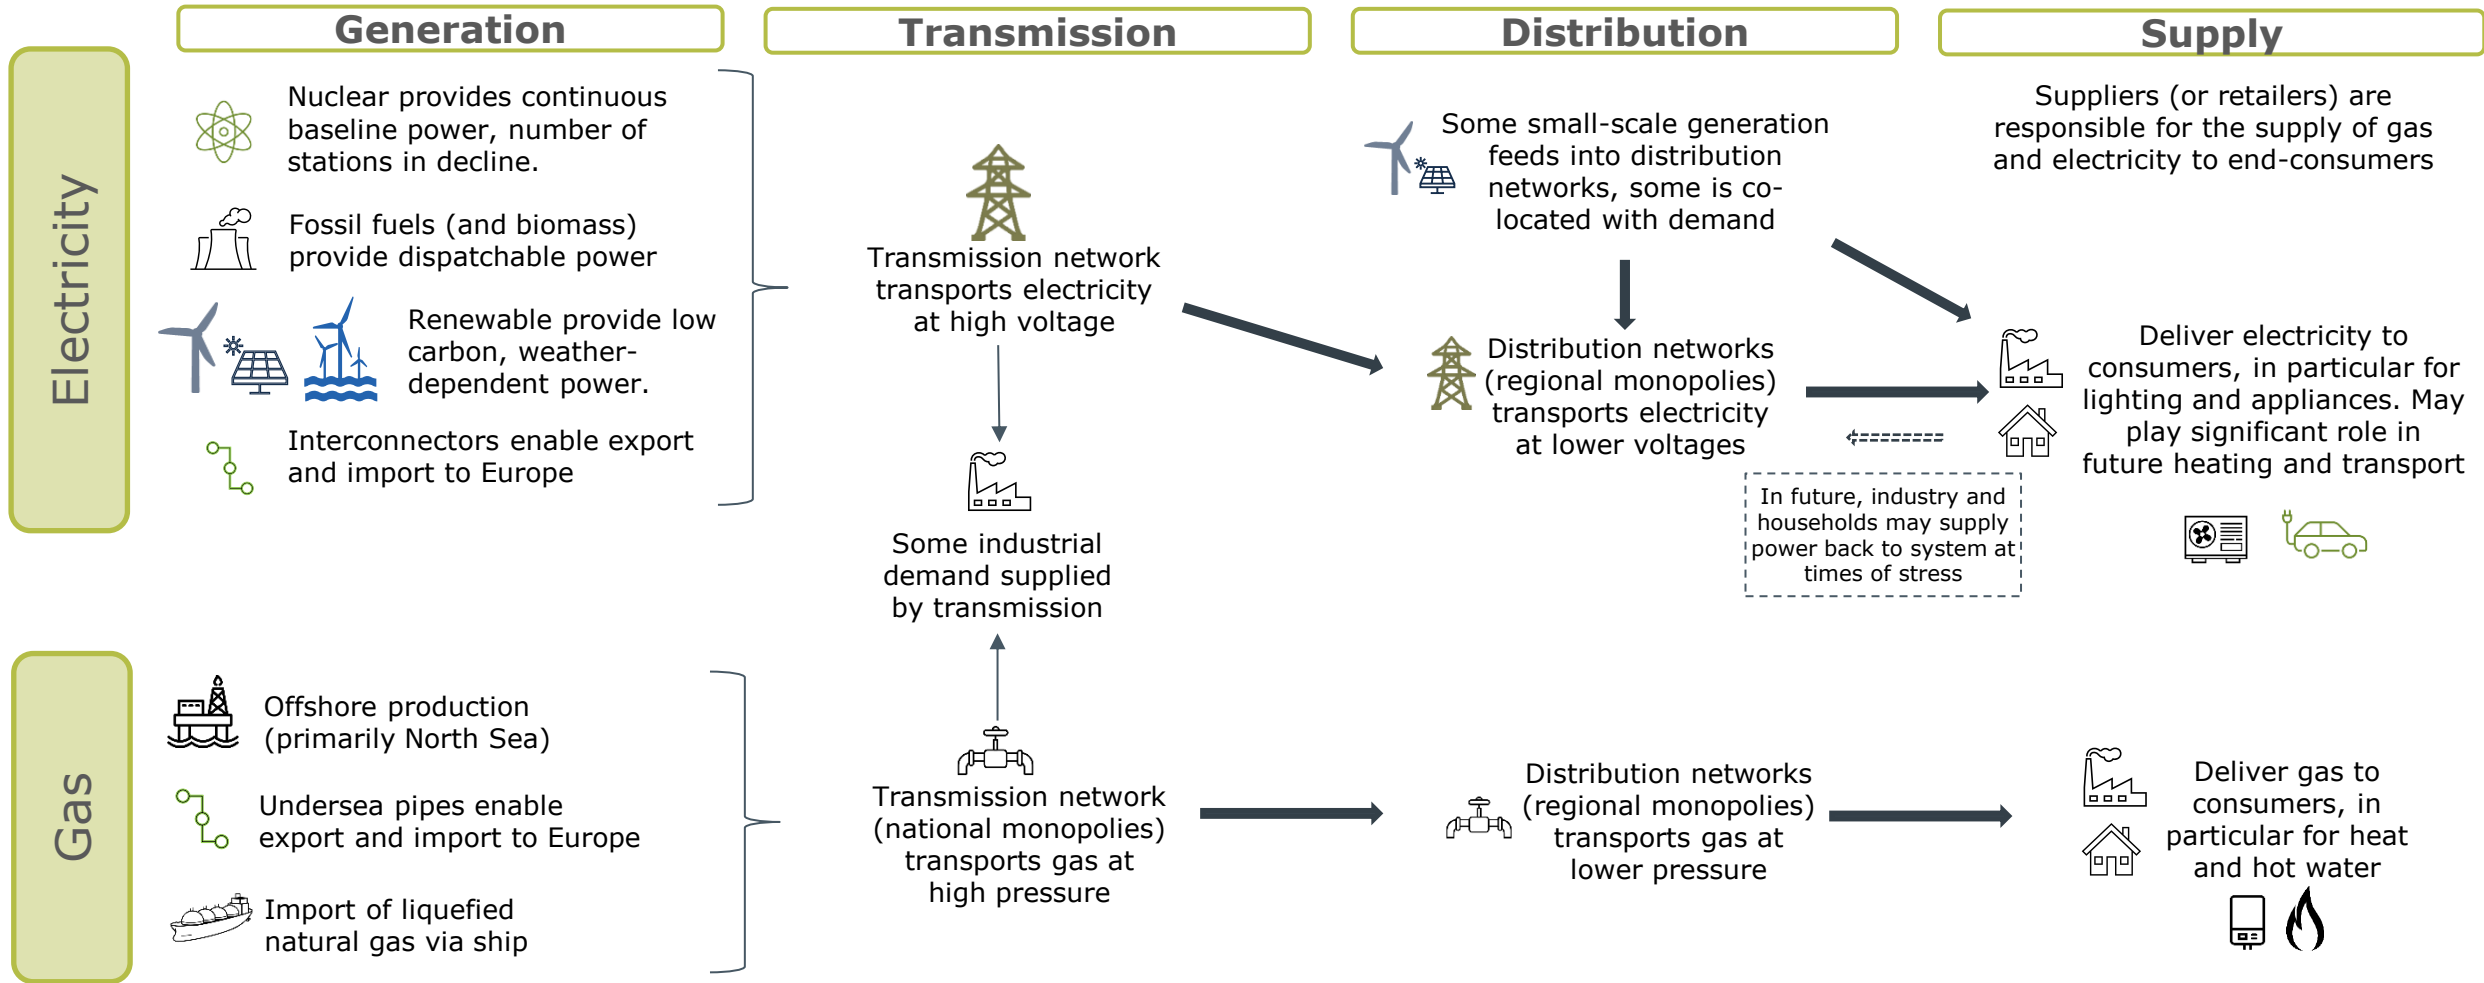 Generation
Transmission
Distribution
Supply
Electricity
Nuclear provides continuous
baseline power, number of
stations in decline.
Fossil fuels (and biomass)
provide dispatchable power
Renewable provide low
carbon, weather-
dependent power.
Interconnectors enable export
and import to Europe
Transmission network
transports electricity
at high voltage
Some industrial
demand supplied
by transmission
Some small-scale generation
feeds into distribution
networks, some is co-
located with demand
Distribution networks
(regional monopolies)
transports electricity
at lower voltages
In future, industry and
households may supply
power back to system at
times of stress
Suppliers (or retailers) are
responsible for the supply of gas
and electricity to end-consumers
Deliver electricity to
consumers, in particular for
lighting and appliances. May
play significant role in
future heating and transport
Gas
Offshore production
(primarily North Sea)
Undersea pipes enable
export and import to Europe
Import of liquefied
natural gas via ship
Transmission network
(national monopolies)
transports gas at
high pressure
Distribution networks
(regional monopolies)
transports gas at
lower pressure
Deliver gas to
consumers, in
particular for heat
and hot water